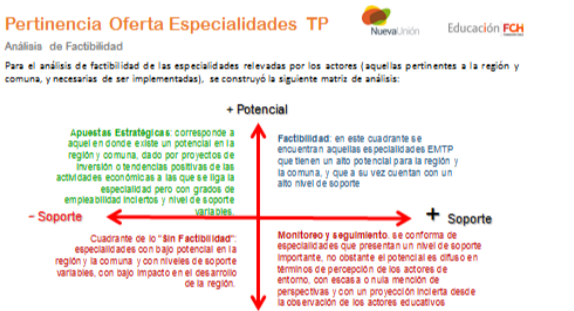 Pertinencia Oferta Especialidades TP
NuevaUnión
Educación FCH
Análisis de Factibilidad
Para el análisis de factibilidad de las especialidades relevadas por los actores (aquellas pertinentes a la región y
comuna, y necesarias de ser implementadas), se construyó la siguiente matriz de análisis:
+ Potencial
Apuestas Estratégicas: corresponde a
aquel en donde existe un potencial en la
región y comuna, dado por proyectos de
inversión o tendencias positivas de las
actividades económicas a las que se liga la
especialidad pero con grados de
empleabilidad inciertos y nivel de soporte
variables.
Factibilidad: en este cuadrante se
encuentran aquellas especialidades EMTP
que tienen un alto potencial para la región y
la comuna, y que a su vez cuentan con un
alto nivel de soporte
- Soporte
+ Soporte
Cuadrante de lo "Sin Factibilidad":
especialidades con bajo potencial en la
región y la comuna y con niveles de soporte
variables, con bajo impacto en el desarrollo
de la región.
Monitoreo y seguimiento. se conforma de
especialidades que presentan un nivel de soporte
importante, no obstante el potencial es difuso en
términos de percepción de los actores de
entorno, con escasa o nula mención de
perspectivas y con un proyección incierta desde
la observación de los actores educativos